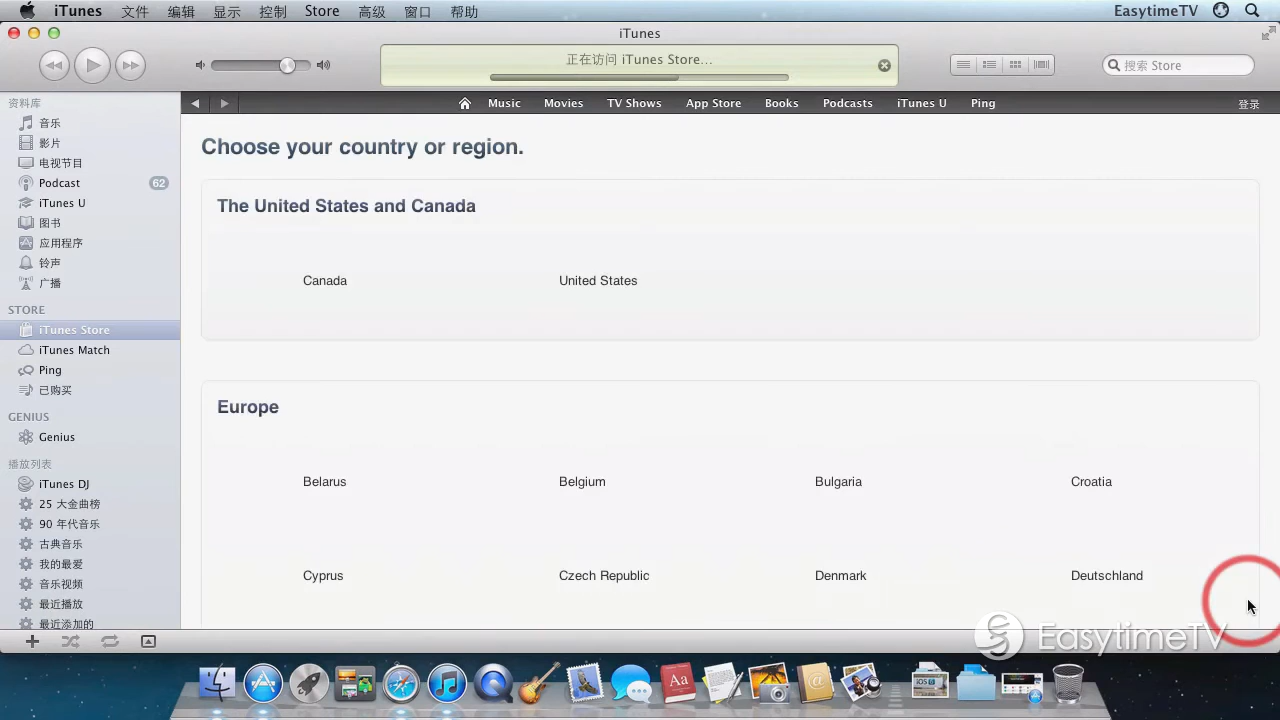 iTunes 文件 编辑 显示 控制 Store 高级 窗口 帮助 EasytimeTV
iTunes
正在访问 iTunes Store…
搜索 Store
Music Movies TV Shows App Store Books Podcasts iTunes U Ping 登录
资料库
音乐
影片
电视节目
Podcast 62
iTunes U
图书
应用程序
铃声
广播
STORE
iTunes Store
iTunes Match
Ping
已购买
GENIUS
Genius
播放列表
iTunes DJ
25 大金曲榜
90 年代音乐
古典音乐
我的最爱
音乐视频
最近播放
最近添加的
Choose your country or region.
The United States and Canada
Canada United States
Europe
Belarus Belgium Bulgaria Croatia
Cyprus Czech Republic Denmark Deutschland
EasytimeTV